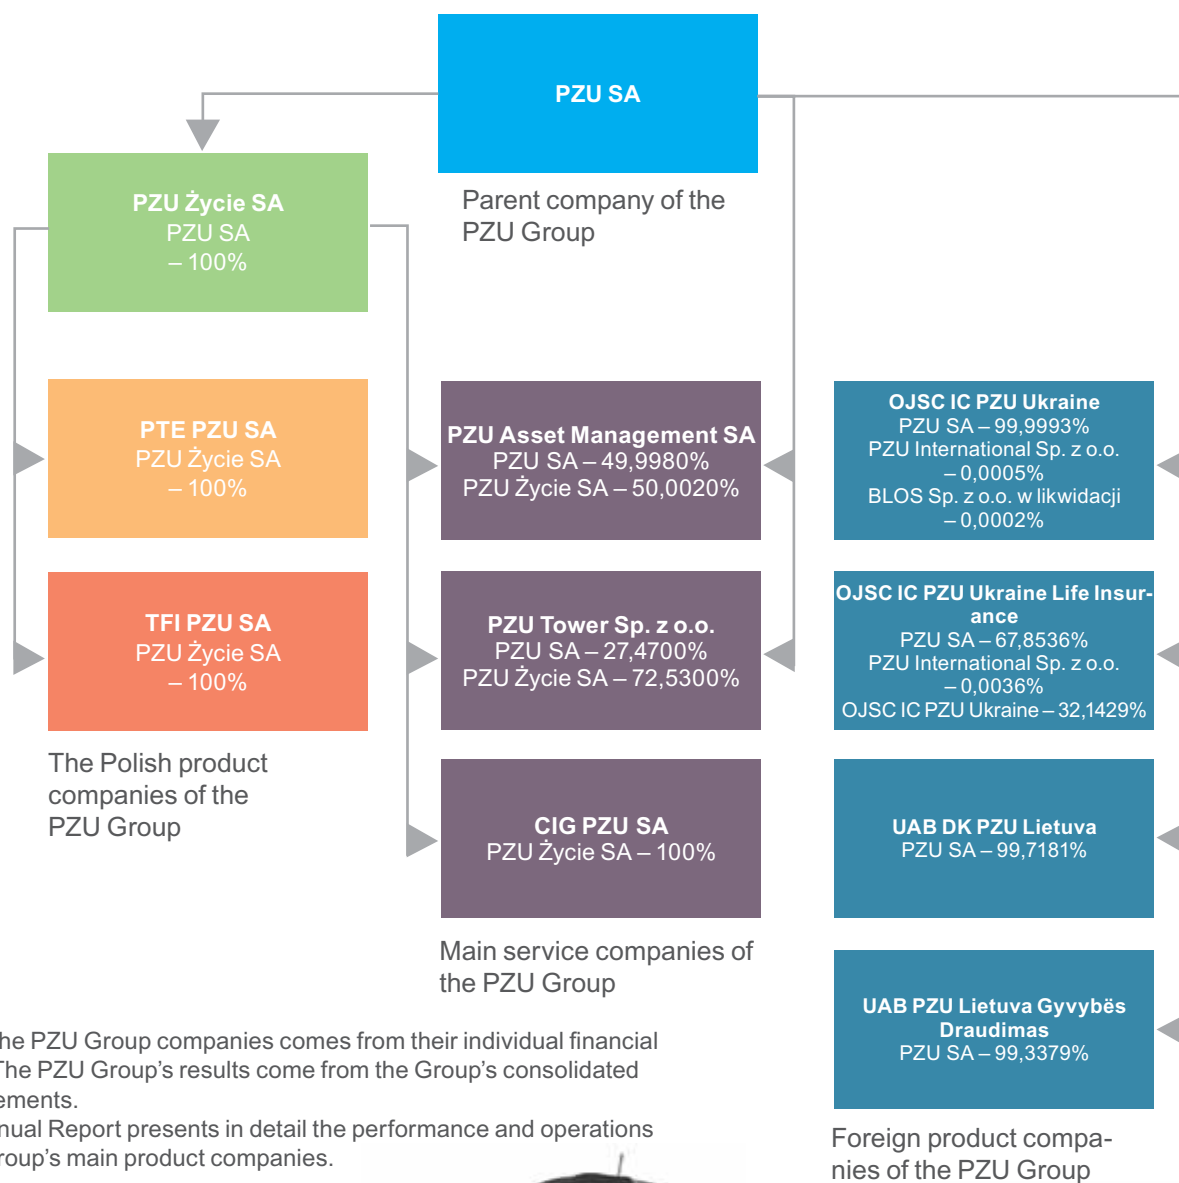 PZU SA
Parent company of the
PZU Group
PZU Życie SA
PZU SA
– 100%
PTE PZU SA
PZU Życie SA
– 100%
TFI PZU SA
PZU Życie SA
– 100%
The Polish product
companies of the
PZU Group
PZU Asset Management SA
PZU SA – 49,9980%
PZU Życie SA – 50,0020%
PZU Tower Sp. z o.o.
PZU SA – 27,4700%
PZU Życie SA – 72,5300%
CIG PZU SA
PZU Życie SA – 100%
Main service companies of
the PZU Group
OJSC IC PZU Ukraine
PZU SA – 99,9993%
PZU International Sp. z o.o.
– 0,0005%
BLOS Sp. z o.o. w likwidacji
– 0,0002%
OJSC IC PZU Ukraine Life Insur-
ance
PZU SA – 67,8536%
PZU International Sp. z o.o.
– 0,0036%
OJSC IC PZU Ukraine – 32,1429%
UAB DK PZU Lietuva
PZU SA – 99,7181%
UAB PZU Lietuva Gyvybës
Draudimas
PZU SA – 99,3379%
Foreign product compa-
nies of the PZU Group
he PZU Group companies comes from their individual financial
The PZU Group’s results come from the Group’s consolidated
ements.
nual Report presents in detail the performance and operations
roup’s main product companies.